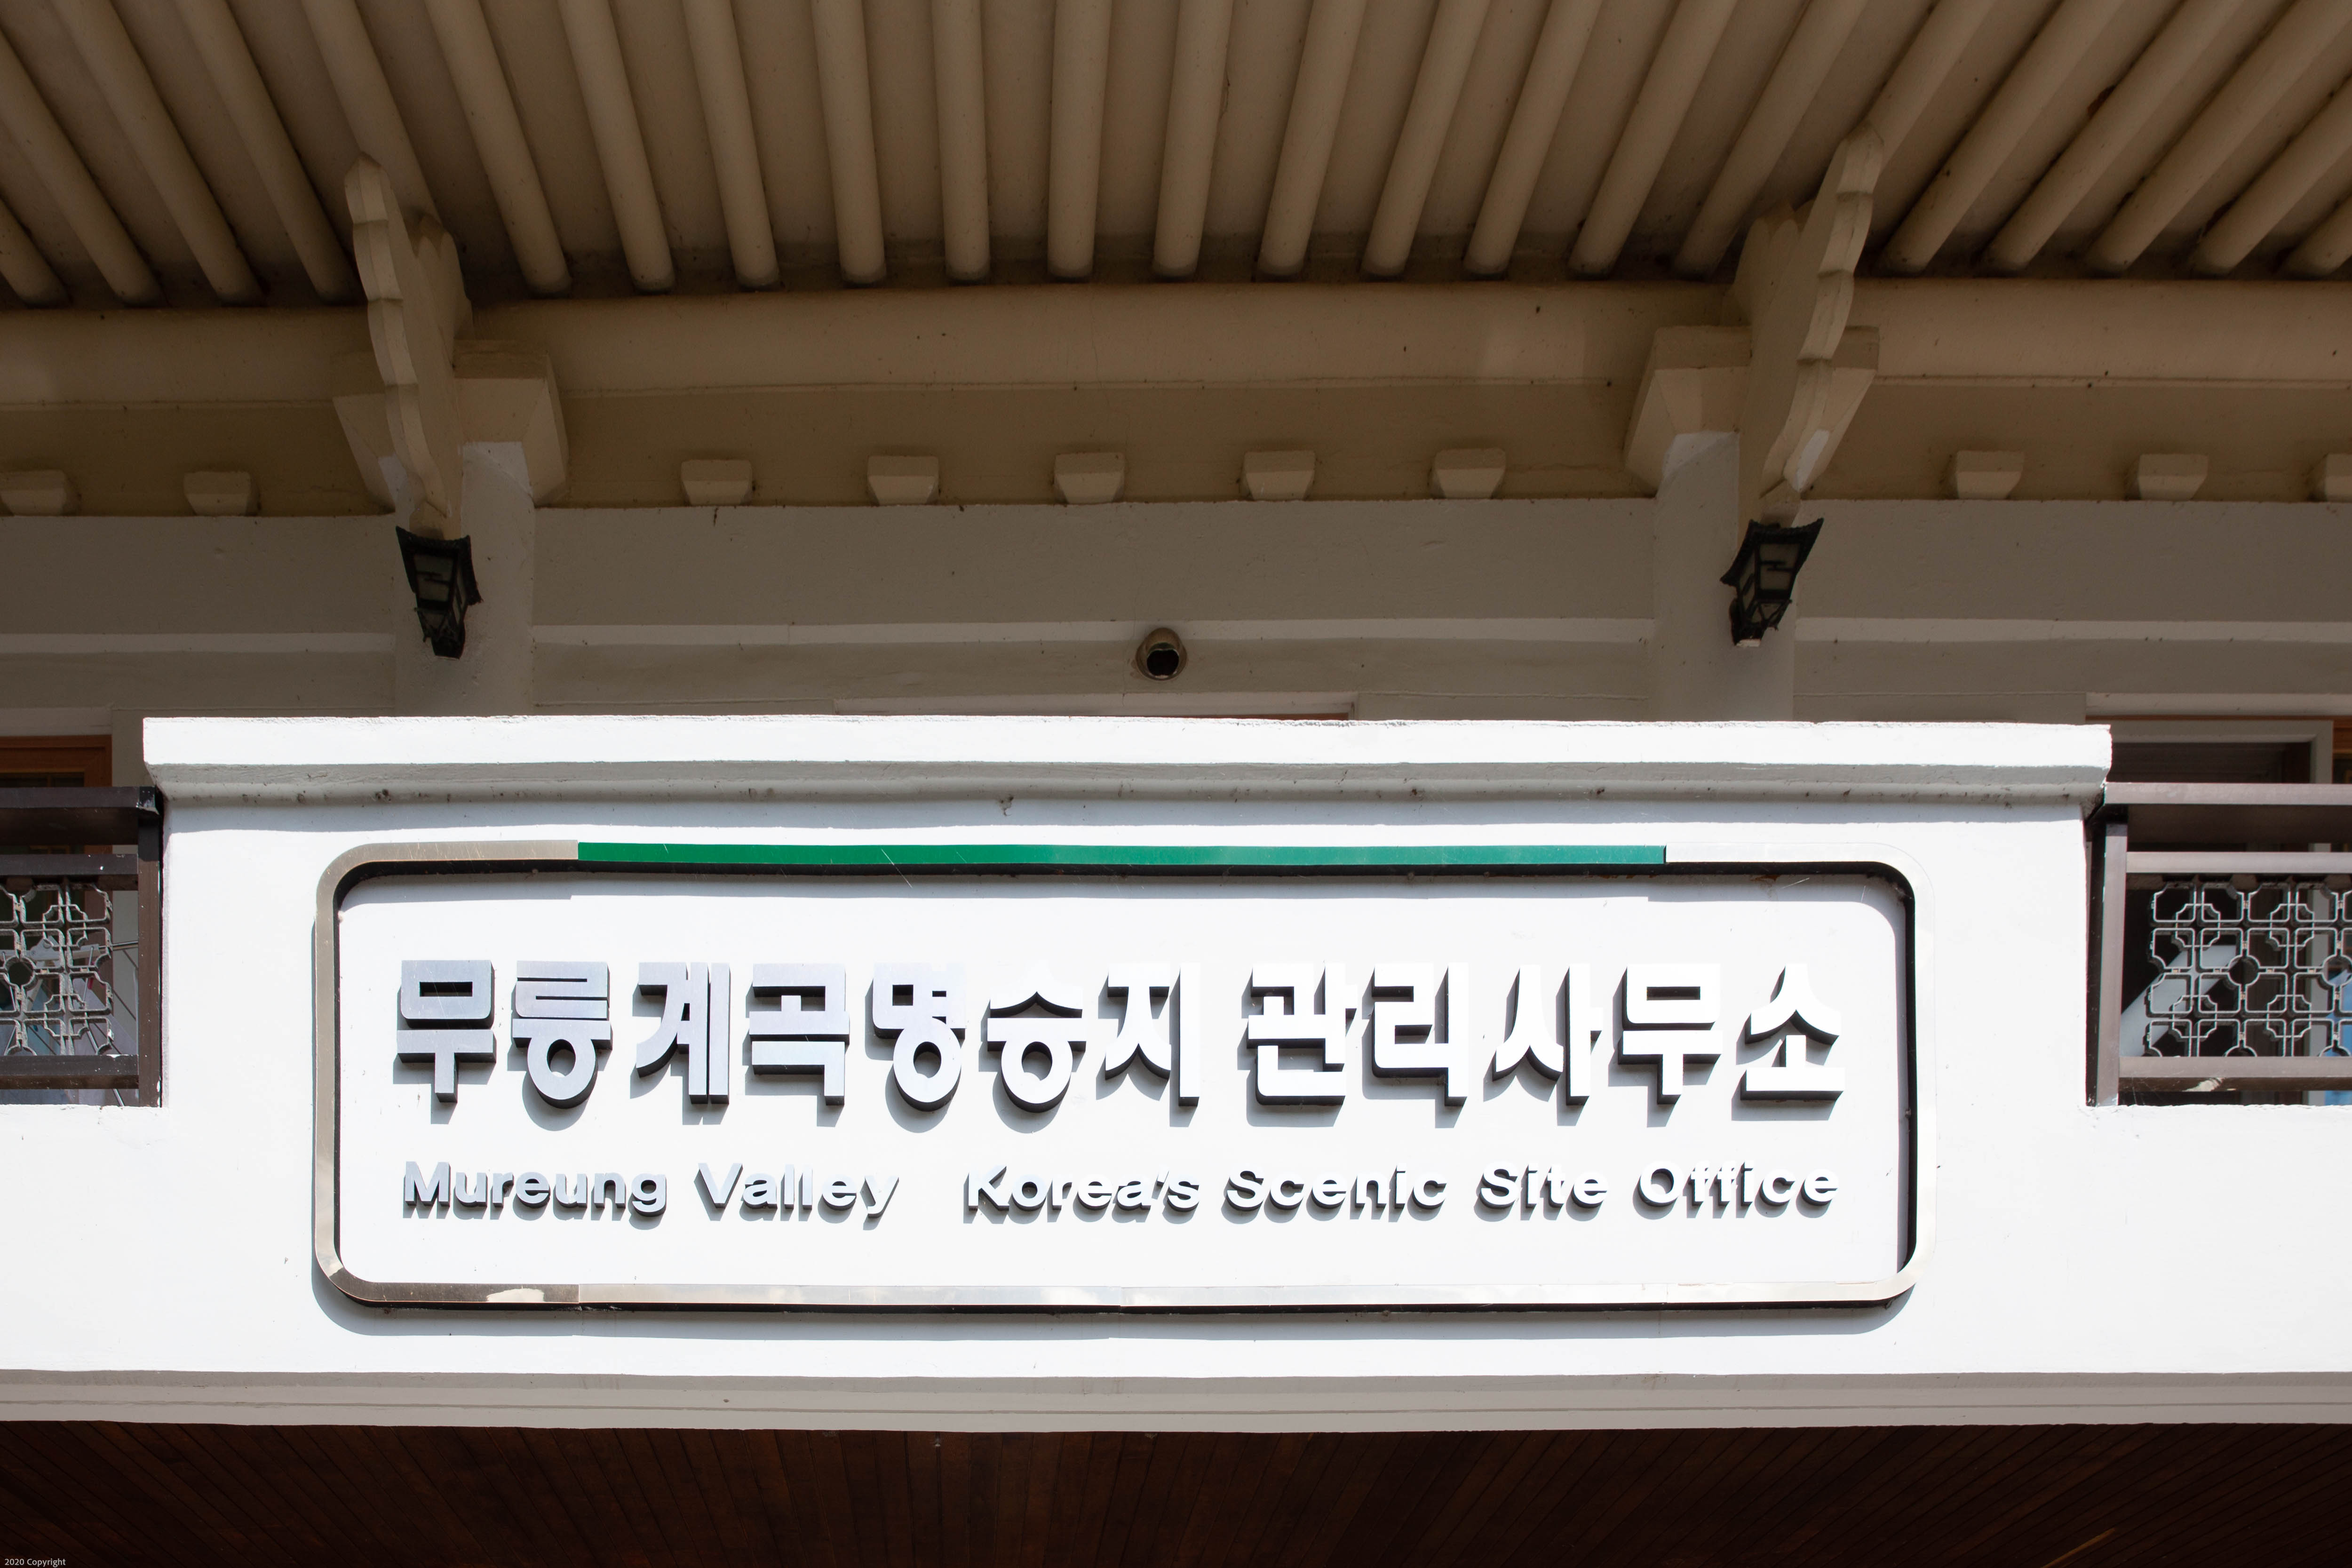 무릉계곡명승지 관리사무소
Mureung Valley Korea's Scenic Site Office
2020 Copyright